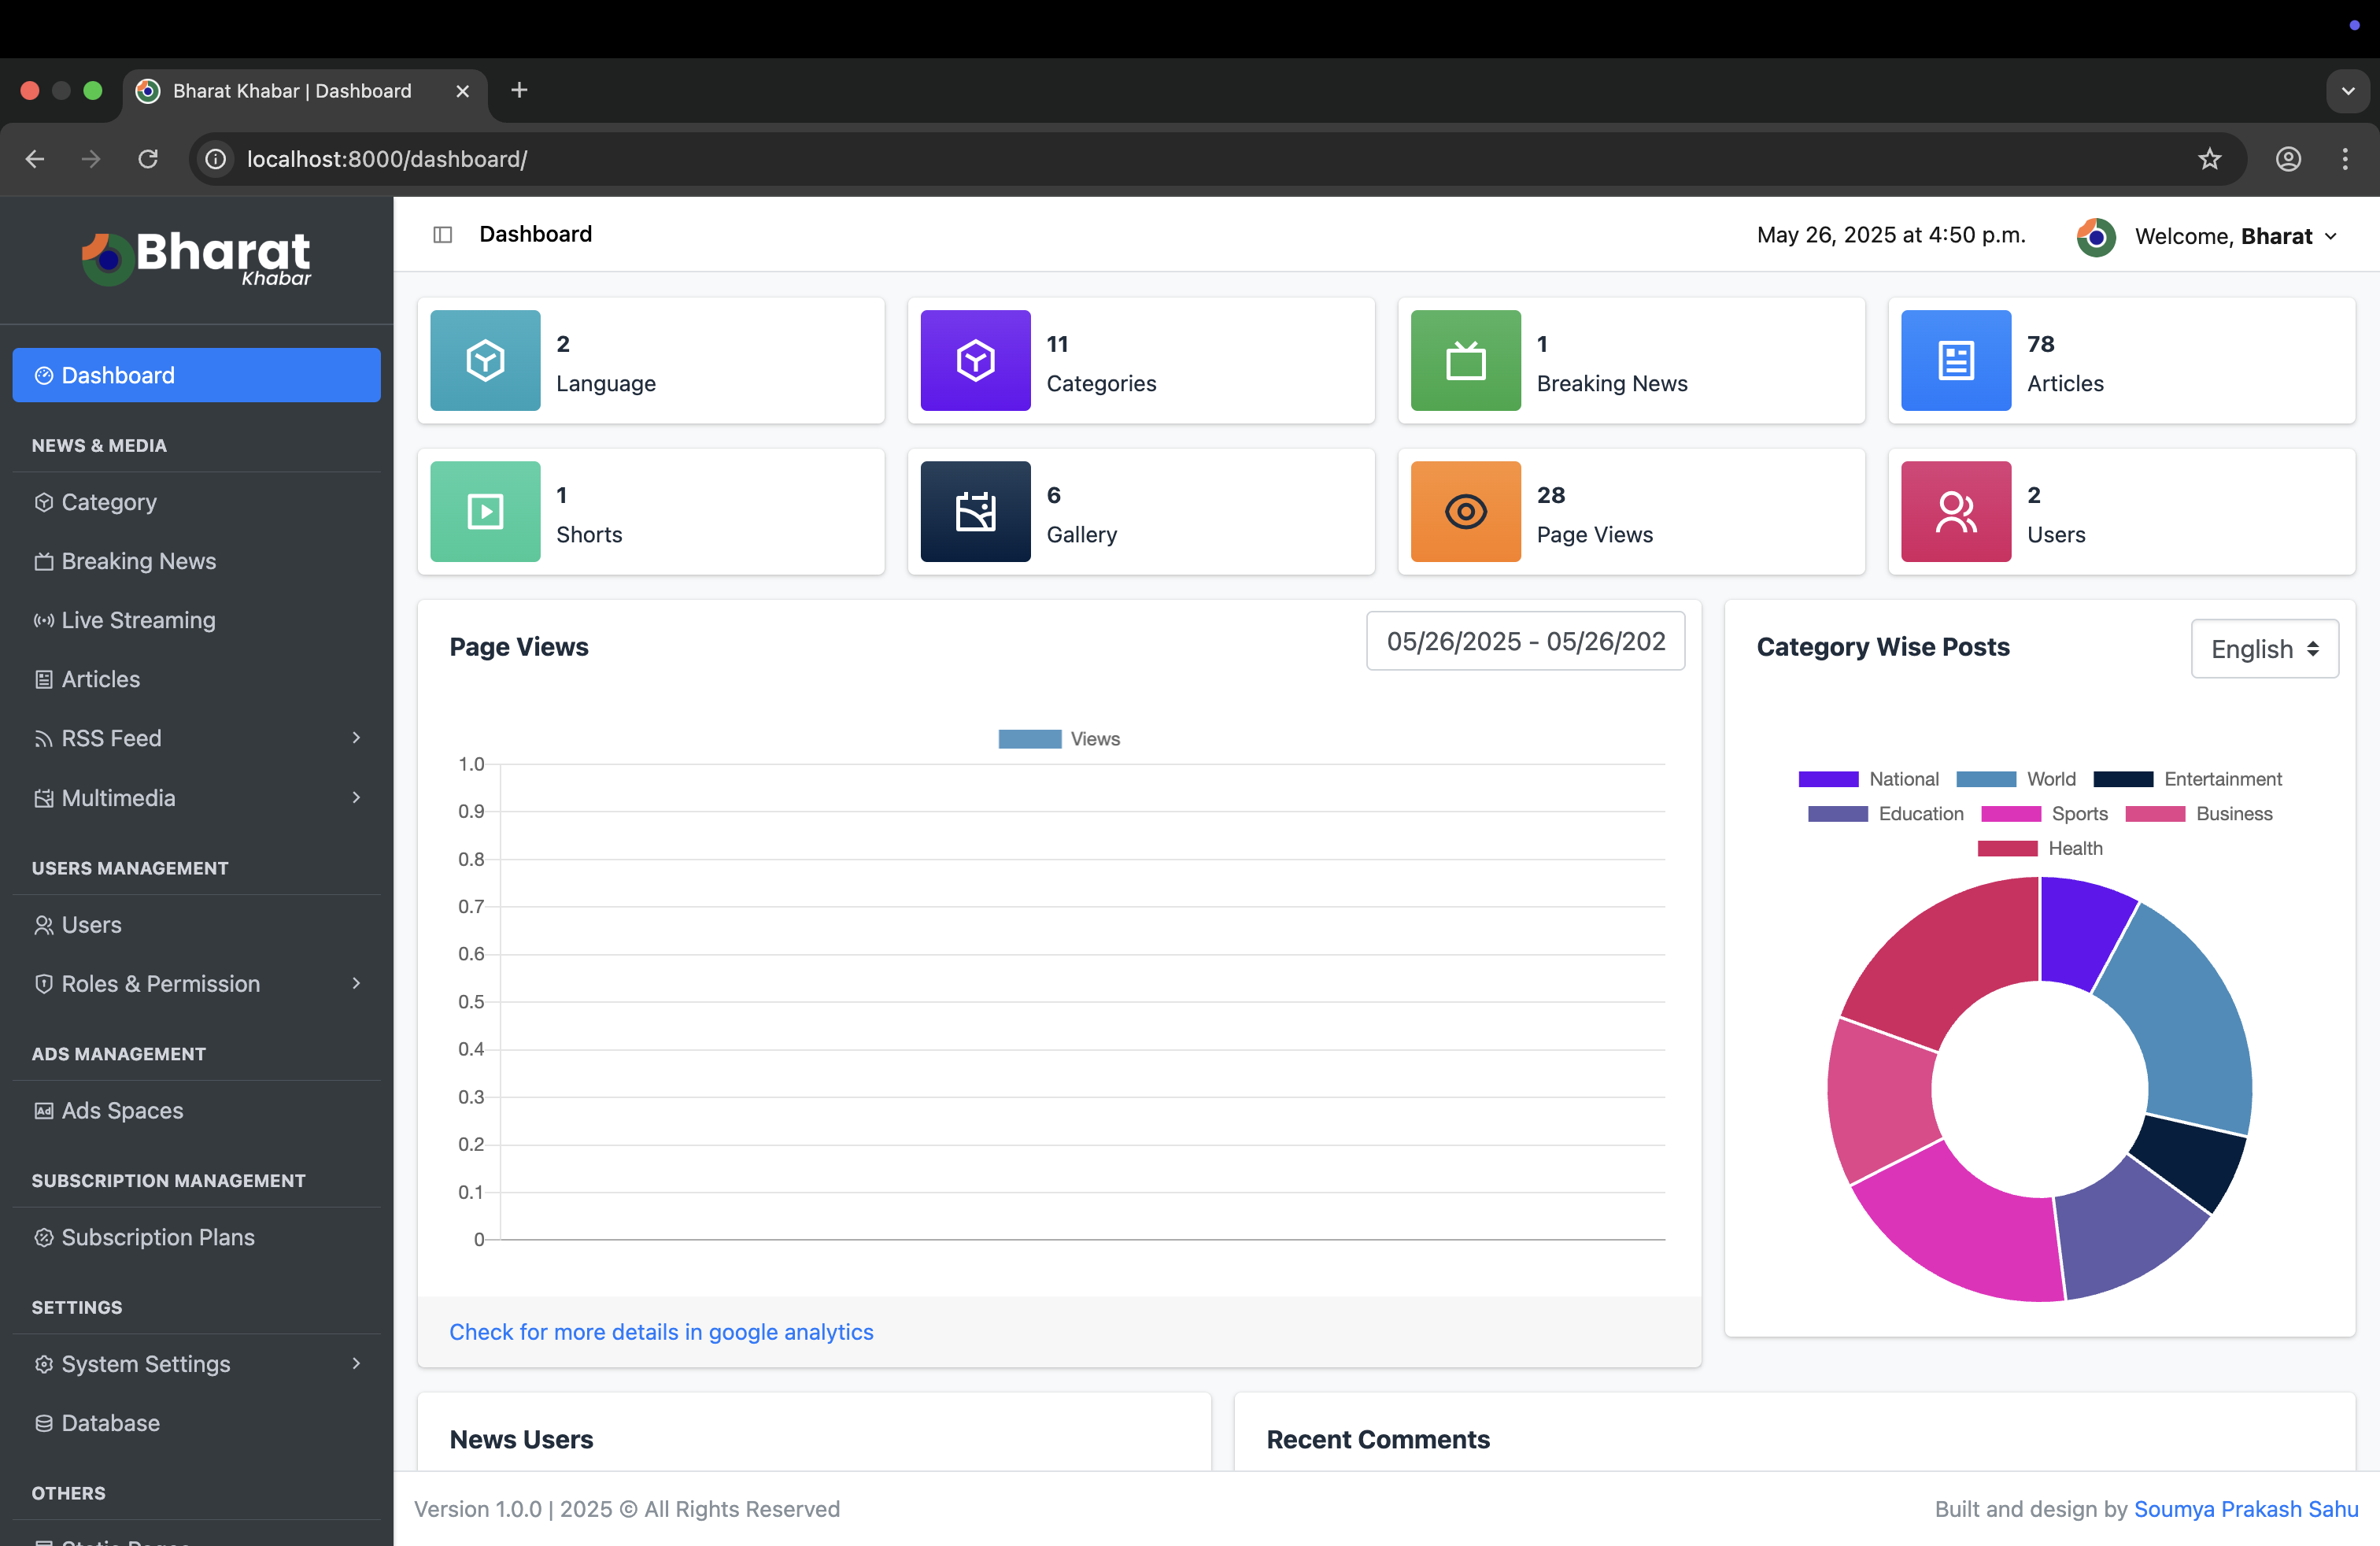 Bharat Khabar | Dashboard
localhost:8000/dashboard/
Bharat
Khabar
Dashboard
NEWS & MEDIA
Category
Breaking News
Live Streaming
Articles
RSS Feed
Multimedia
USERS MANAGEMENT
Users
Roles & Permission
ADS MANAGEMENT
Ad Ads Spaces
SUBSCRIPTION MANAGEMENT
Subscription Plans
SETTINGS
System Settings
Database
OTHERS
Static Pages
Dashboard
May 26, 2025 at 4:50 p.m.
Welcome, Bharat
2
Language
11
Categories
1
Breaking News
78
Articles
1
Shorts
6
Gallery
28
Page Views
2
Users
Page Views
05/26/2025 - 05/26/202
Views
1.0
0.9
0.8
0.7
0.6
0.5
0.4
0.3
0.2
0.1
0
Check for more details in google analytics
Category Wise Posts
English
National World Entertainment
Education Sports Business
Health
News Users
Recent Comments
Version 1.0.0 | 2025 © All Rights Reserved
Built and design by Soumya Prakash Sahu